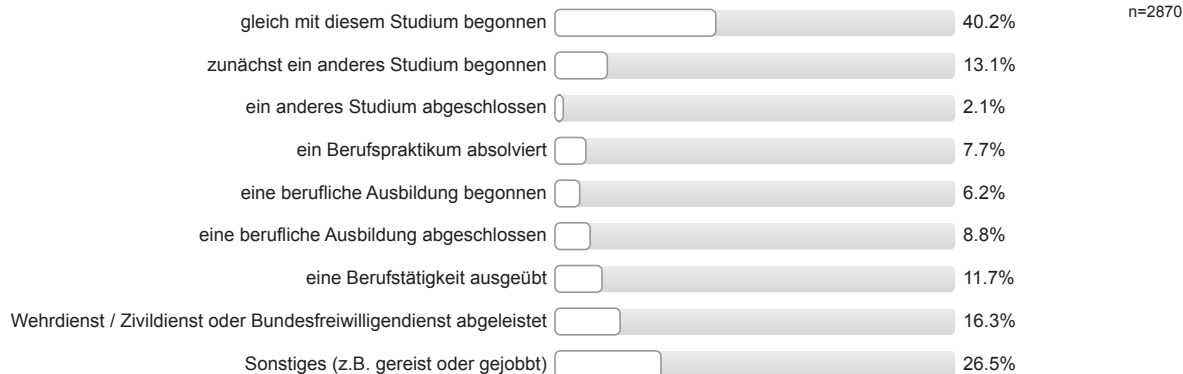 gleich mit diesem Studium begonnen 40.2% n=2870
zunächst ein anderes Studium begonnen 13.1%
ein anderes Studium abgeschlossen 2.1%
ein Berufspraktikum absolviert 7.7%
eine berufliche Ausbildung begonnen 6.2%
eine berufliche Ausbildung abgeschlossen 8.8%
eine Berufstätigkeit ausgeübt 11.7%
Wehrdienst / Zivildienst oder Bundesfreiwilligendienst abgeleistet 16.3%
Sonstiges (z.B. gereist oder gejobbt) 26.5%